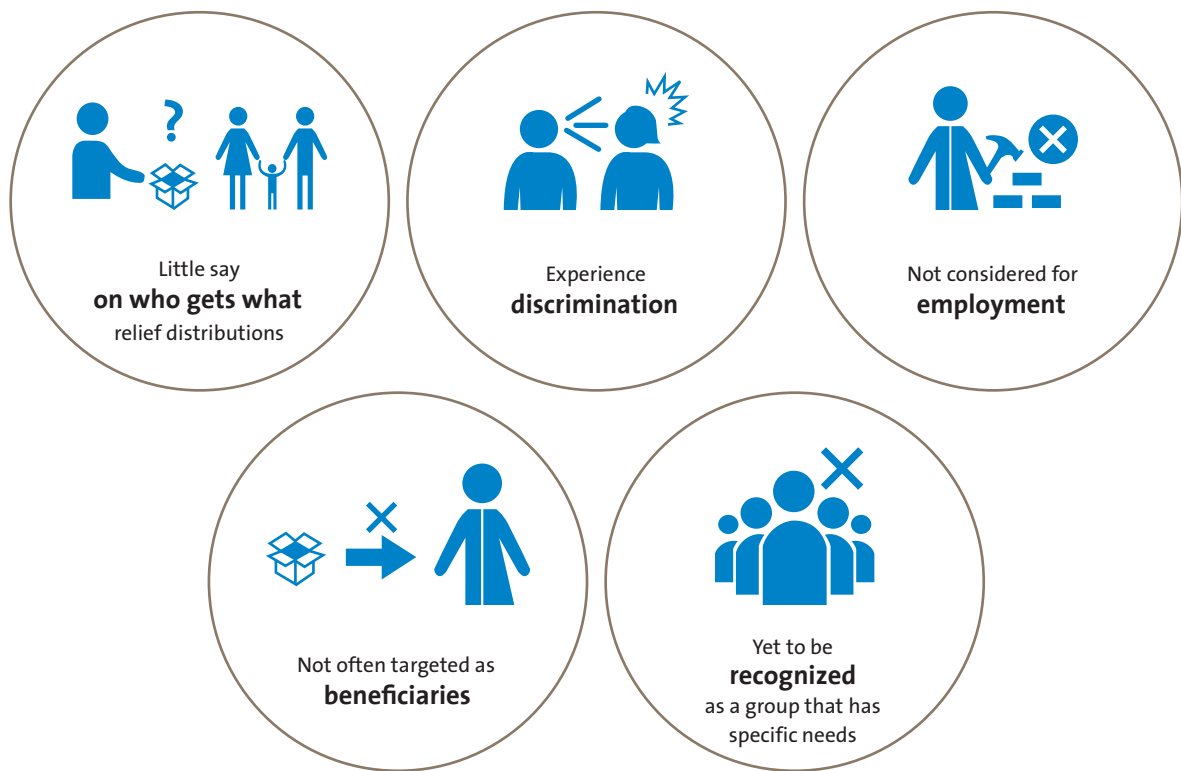 Little say
on who gets what
relief distributions
Experience
discrimination
Not considered for
employment
Not often targeted as
beneficiaries
Yet to be
recognized
as a group that has
specific needs